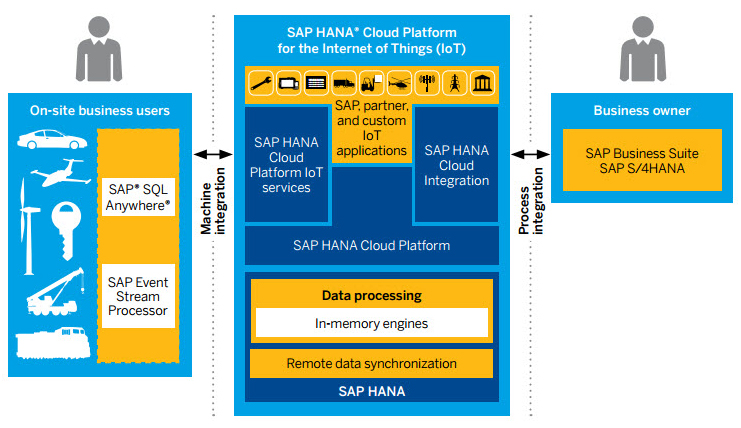 SAP HANA® Cloud Platform
for the Internet of Things (IoT)
On-site business users
SAP® SQL
Anywhere®
SAP Event
Stream
Processor
Machine
integration
SAP, partner,
and custom
IoT
applications
SAP HANA
Cloud
Platform IoT
services
SAP HANA
Cloud
Integration
SAP HANA Cloud Platform
Data processing
In-memory engines
Remote data synchronization
SAP HANA
Process
integration
Business owner
SAP Business Suite
SAP S/4HANA